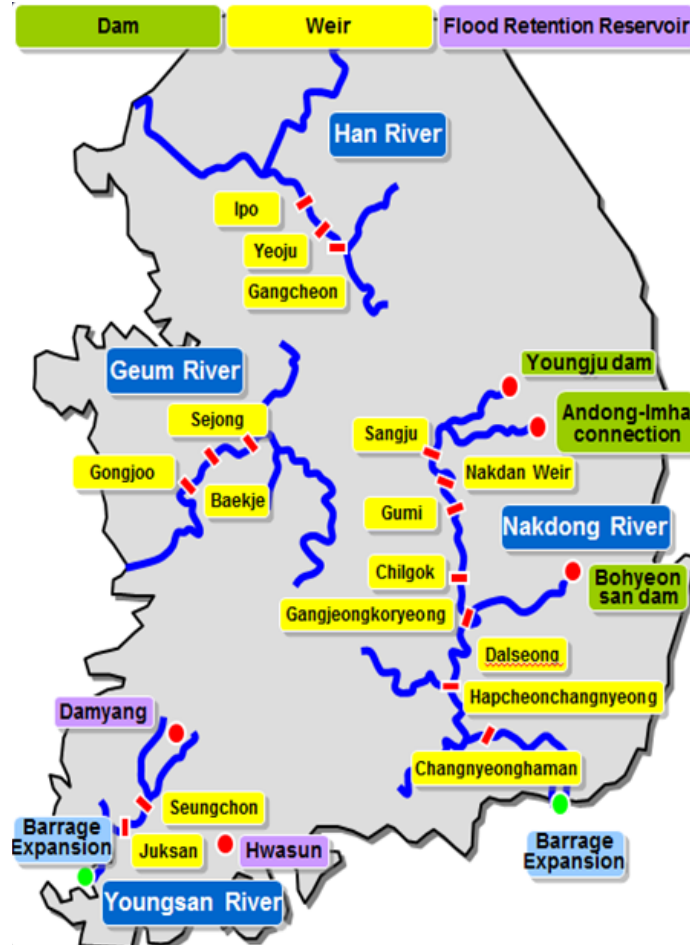 Dam
Weir
Flood Retention Reservoir
Han River
Ipo
Yeoju
Gangcheon
Geum River
Youngju dam
Sejong
Andong-Imha
connection
Sangju
Gongjoo
Nakdan Weir
Baekje
Gumi
Nakdong River
Chilgok
Bohyeon
san dam
Gangjeongkoryeong
Dalseong
Hapcheonchangnyeong
Damyang
Changnyeonghaman
Seungchon
Barrage
Expansion
Juksan
Hwasun
Barrage
Expansion
Youngsan River